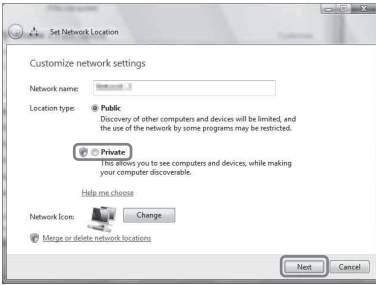 Set Network Location
Customize network settings
Network name:
Location type:
Public
Discovery of other computers and devices will be limited, and
the use of the network by some programs may be restricted.
Private
This allows you to see computers and devices, while making
your computer discoverable.
Help me choose
Network Icon:
Change
Merge or delete network locations
Next
Cancel